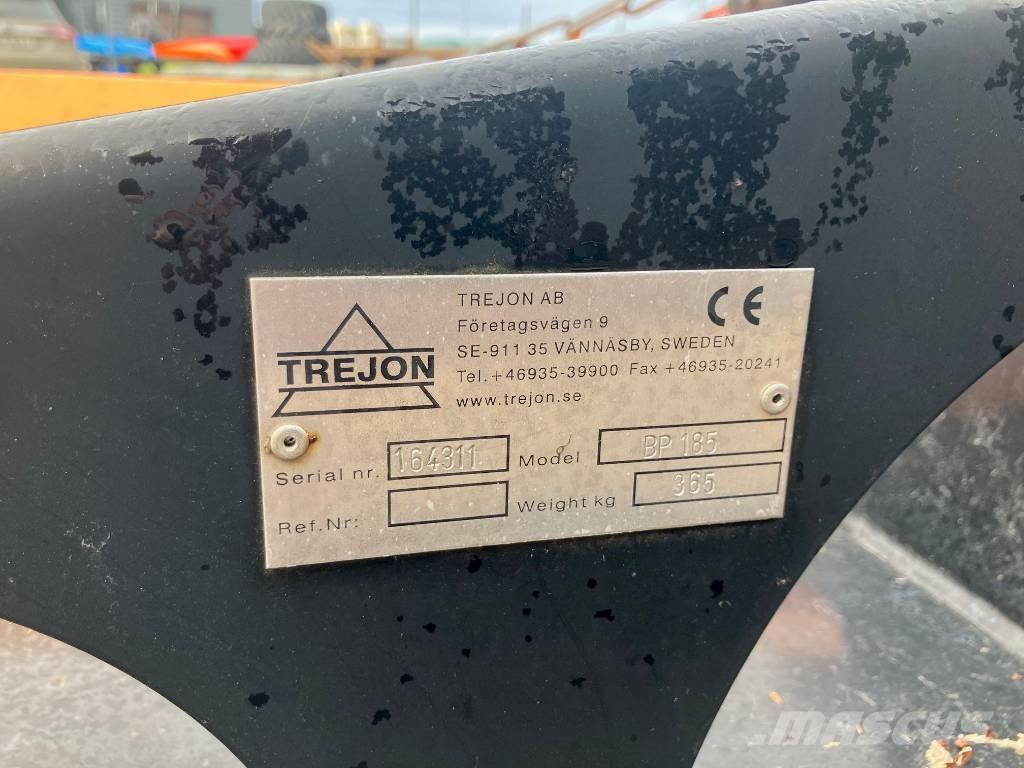 TREJON
TREJON AB
Företagsvägen 9
SE-911 35 VÄNNÄSBY, SWEDEN
Tel.+46935-39900 Fax +46935-20241
www.trejon.se
CE
Serial nr. 164311 Model BP 185
Ref.Nr: Weight kg 365
MASCUS